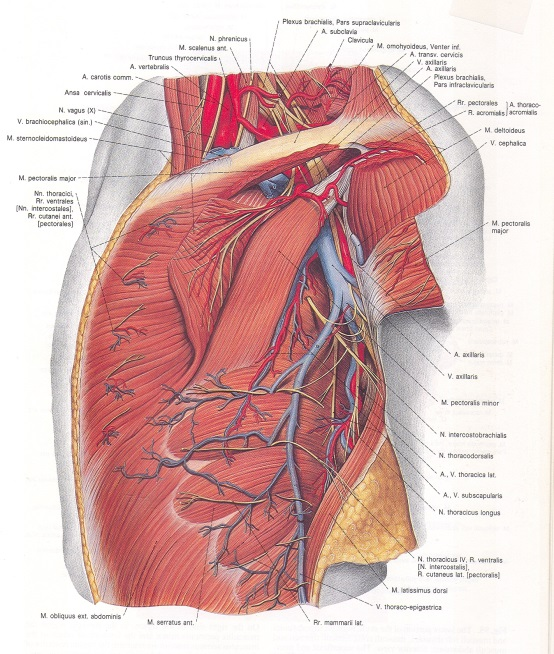 Plexus brachialis, Pars supraclavicularis
A. subclavia
Clavicula
N. phrenicus
M. scalenus ant.
Truncus thyrocervicalis
A. vertebralis
A. carotis comm.
Ansa cervicalis
N. vagus (X)
V. brachiocephalica (sin.)
M. sternocleidomastoideus
M. pectoralis major
Nn. thoracici,
Rr. ventrales
[Nn. intercostales],
Rr. cutanei ant.
[pectorales]
M. omohyoideus, Venter inf.
A. transv. cervicis
V. axillaris
A. axillaris
Plexus brachialis,
Pars infraclavicularis
Rr. pectorales
R. acromialis
A. thoraco-
acromialis
M. deltoideus
V. cephalica
M. pectoralis
major
A. axillaris
V. axillaris
M. pectoralis minor
N. intercostobrachialis
N. thoracodorsalis
A., V. thoracica lat.
A., V. subscapularis
N. thoracicus longus
N. thoracicus IV, R. ventralis
[N. intercostalis],
R. cutaneus lat. [pectoralis]
M. latissimus dorsi
V. thoraco-epigastrica
Rr. mammarii lat.
M. serratus ant.
M. obliquus ext. abdominis